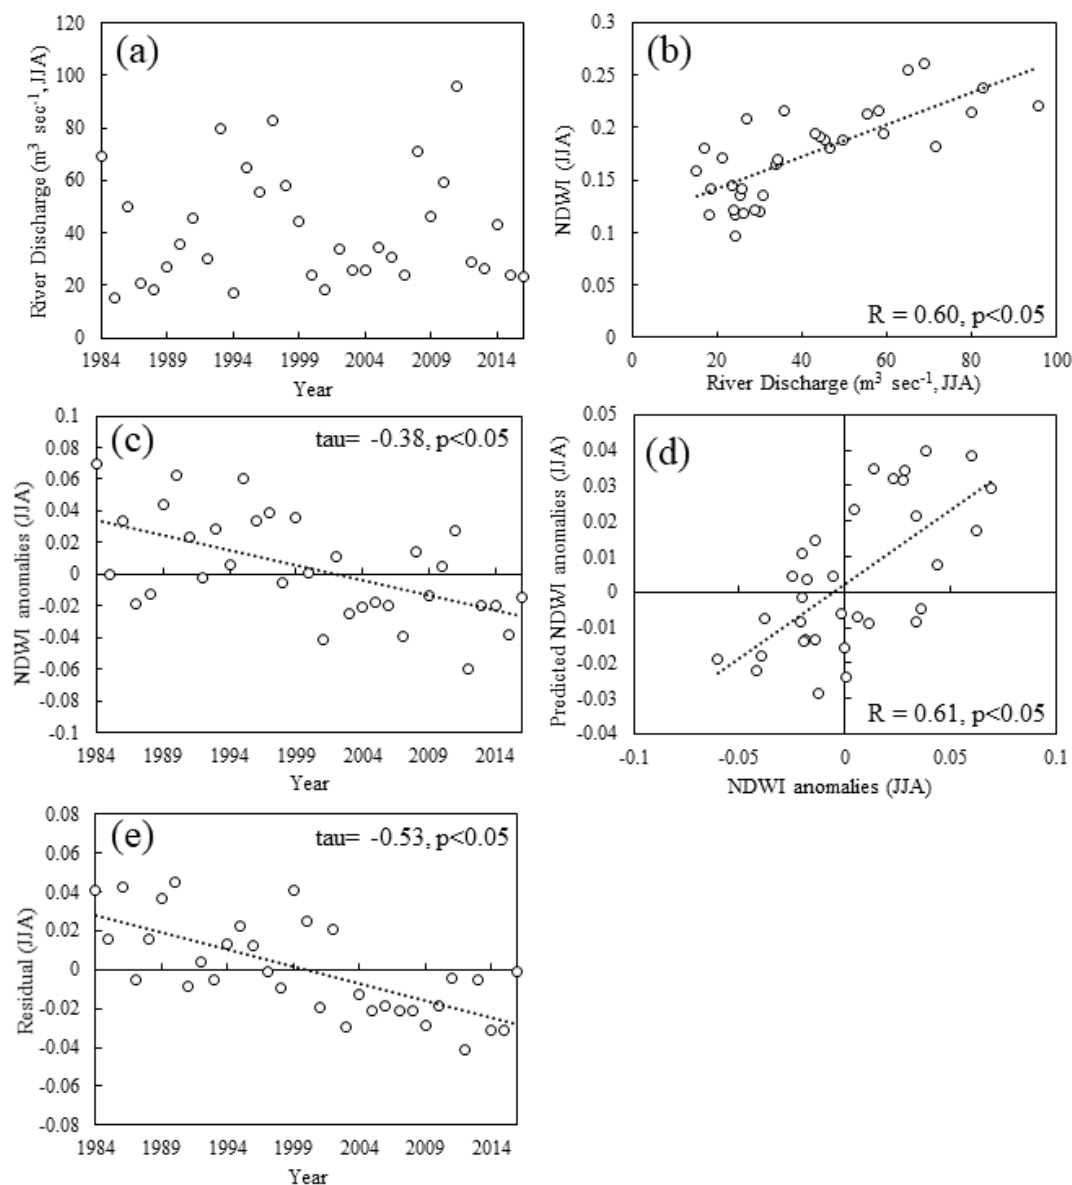 (a)
River Discharge (m³ sec⁻¹, JJA)
120
100
80
60
40
20
0
1984 1989 1994 1999 2004 2009 2014
Year
(b)
NDWI (JJA)
0.3
0.25
0.2
0.15
0.1
0.05
0
R = 0.60, p<0.05
0 20 40 60 80 100
River Discharge (m³ sec⁻¹, JJA)
(c)
tau= -0.38, p<0.05
NDWI anomalies (JJA)
0.1
0.08
0.06
0.04
0.02
0
-0.02
-0.04
-0.06
-0.08
-0.1
1984 1989 1994 1999 2004 2009 2014
Year
(d)
Predicted NDWI anomalies (JJA)
0.05
0.04
0.03
0.02
0.01
0
-0.01
-0.02
-0.03
-0.04
R = 0.61, p<0.05
-0.1 -0.05 0 0.05 0.1
NDWI anomalies (JJA)
(e)
tau= -0.53, p<0.05
Residual (JJA)
0.08
0.06
0.04
0.02
0
-0.02
-0.04
-0.06
-0.08
1984 1989 1994 1999 2004 2009 2014
Year